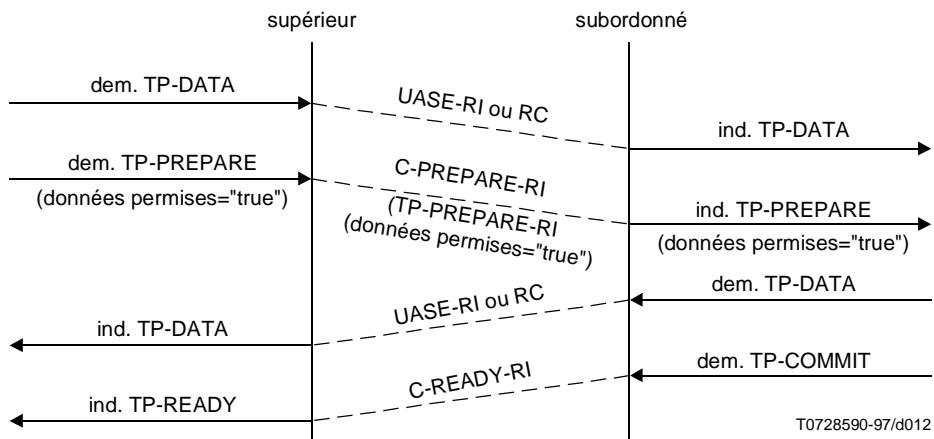 supérieur
subordonné
dem. TP-DATA
UASE-RI ou RC
ind. TP-DATA
dem. TP-PREPARE
(données permises="true")
C-PREPARE-RI
(TP-PREPARE-RI
(données permises="true")
ind. TP-PREPARE
(données permises="true")
dem. TP-DATA
UASE-RI ou RC
ind. TP-DATA
dem. TP-COMMIT
C-READY-RI
ind. TP-READY
T0728590-97/d012